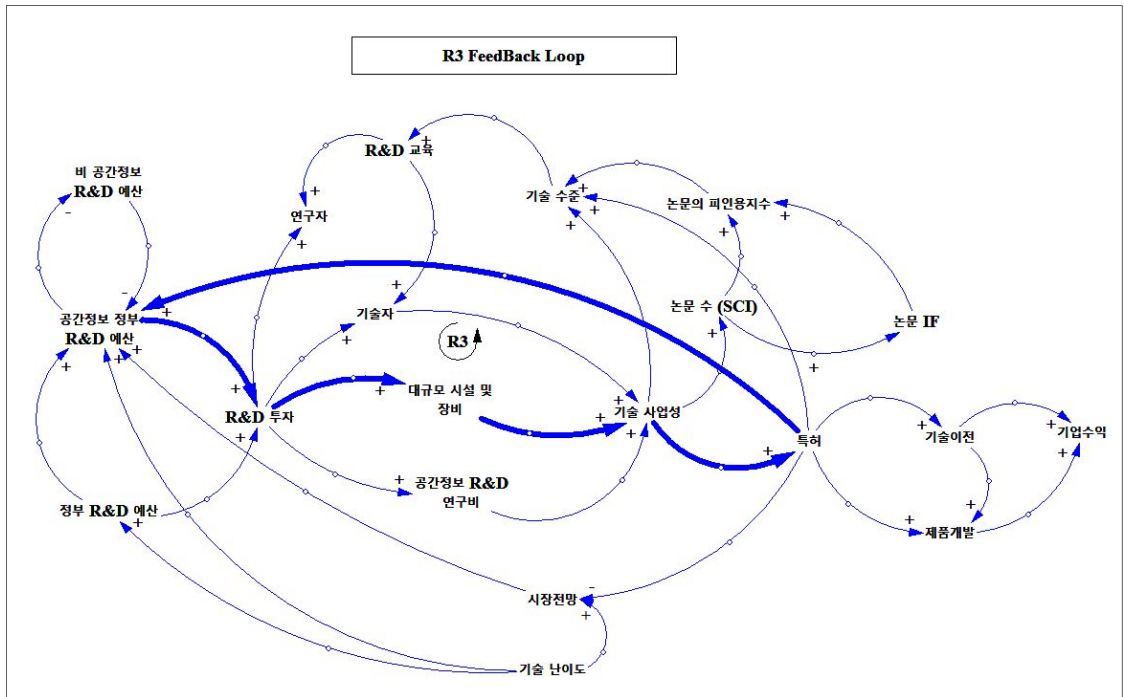 R3 FeedBack Loop
R&D 교육
비 공간정보
R&D 예산
기술 수준
논문의 피인용지수
연구자
공간정보 정부
R&D 예산
기술자
논문 수 (SCI)
논문 IF
R3
대규모 시설 및
장비
R&D 투자
기술 사업성
특허
기술이전
기업수익
공간정보 R&D
연구비
정부 R&D 예산
제품개발
시장전망
기술 난이도